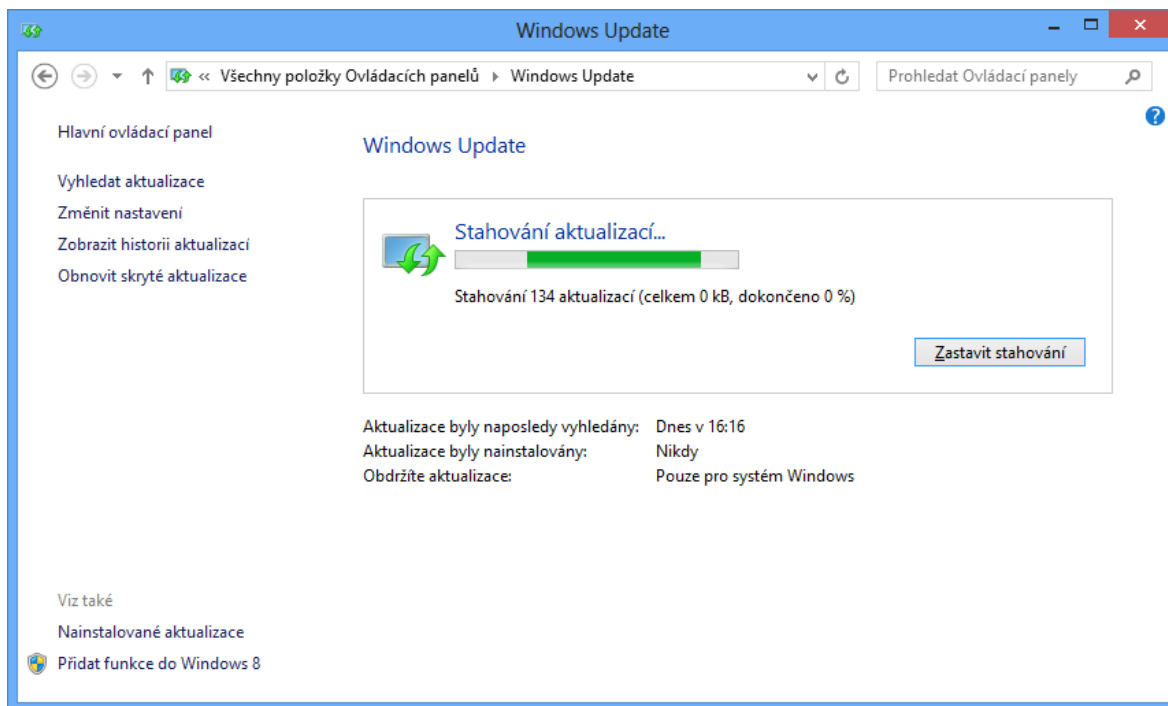 Windows Update
« Všechny položky Ovládacích panelů Windows Update
Prohledat Ovládací panely
?
Hlavní ovládací panel
Vyhledat aktualizace
Změnit nastavení
Zobrazit historii aktualizací
Obnovit skryté aktualizace
Windows Update
Stahování aktualizací...
Stahování 134 aktualizací (celkem 0 kB, dokončeno 0 %)
Zastavit stahování
Aktualizace byly naposledy vyhledány: Dnes v 16:16
Aktualizace byly nainstalovány: Nikdy
Obdržíte aktualizace: Pouze pro systém Windows
Viz také
Nainstalované aktualizace
Přidat funkce do Windows 8